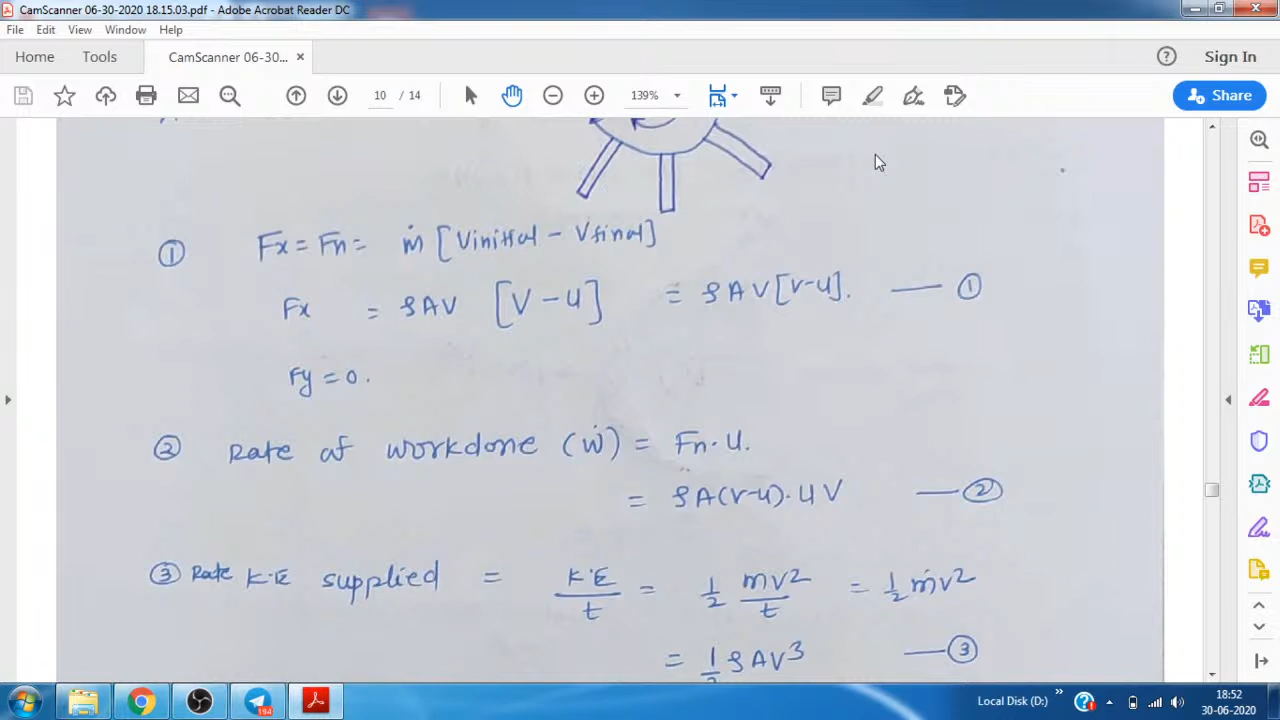 CamScanner 06-30-2020 18.15.03.pdf - Adobe Acrobat Reader DC
File Edit View Window Help
Home Tools CamScanner 06-30... × ? Sign In
10 / 14 139% Share
① Fx = Fn = ṁ [Vinitial - Vfinal]
Fx = ρAV [V - u] = ρAV[V-u]. — ①
Fy = 0.
② Rate of workdone (Ẇ) = Fn · u.
= ρA(V-u) · uV — ②
③ Rate K·E supplied = K·E/t = 1/2 mv²/t = 1/2 ṁv²
= 1/2 ρAV³ — ③
194
Local Disk (D:) » 18:52
30-06-2020